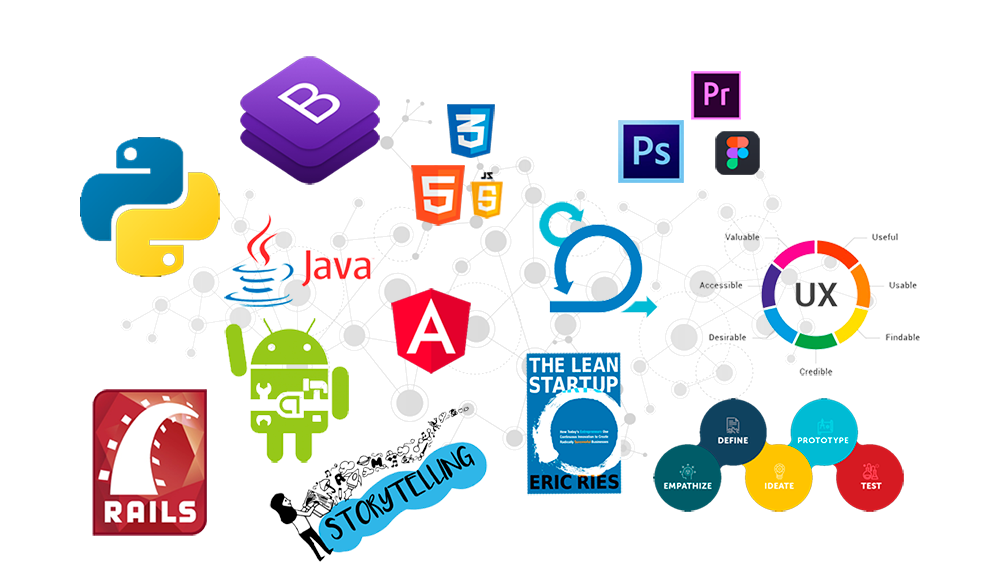 B
3
5
JS
S
Pr
Ps
Java
A
Valuable
Useful
Accessible
Usable
UX
Desirable
Findable
Credible
THE LEAN
STARTUP
How Today's Entrepreneurs Use
Continuous Innovation to Create
Radically Successful Businesses
ERIC RIES
RAILS
STORYTELLING
DEFINE
PROTOTYPE
EMPATHIZE
IDEATE
TEST